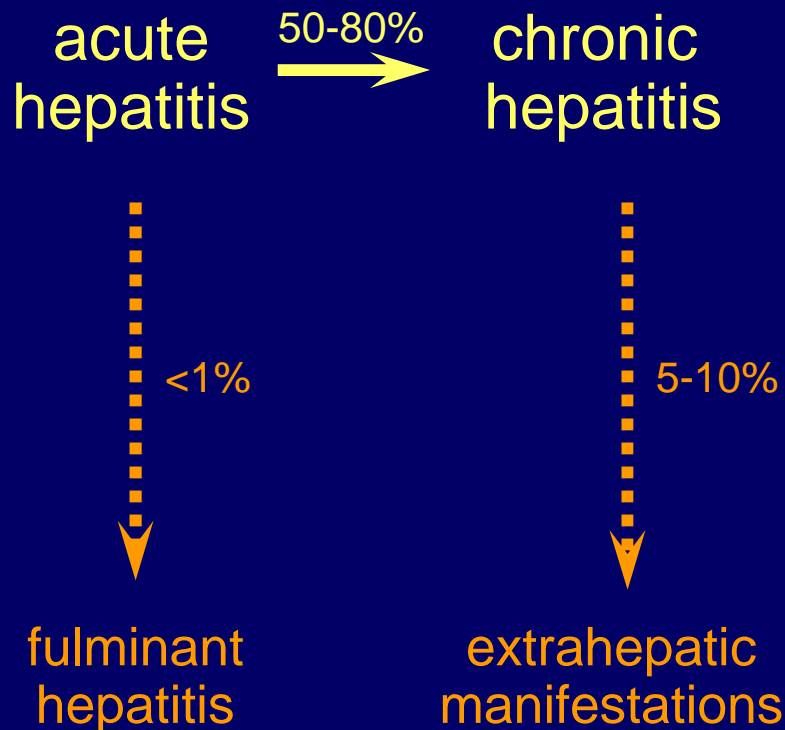 acute
hepatitis
50-80%
chronic
hepatitis
<1%
5-10%
fulminant
hepatitis
extrahepatic
manifestations